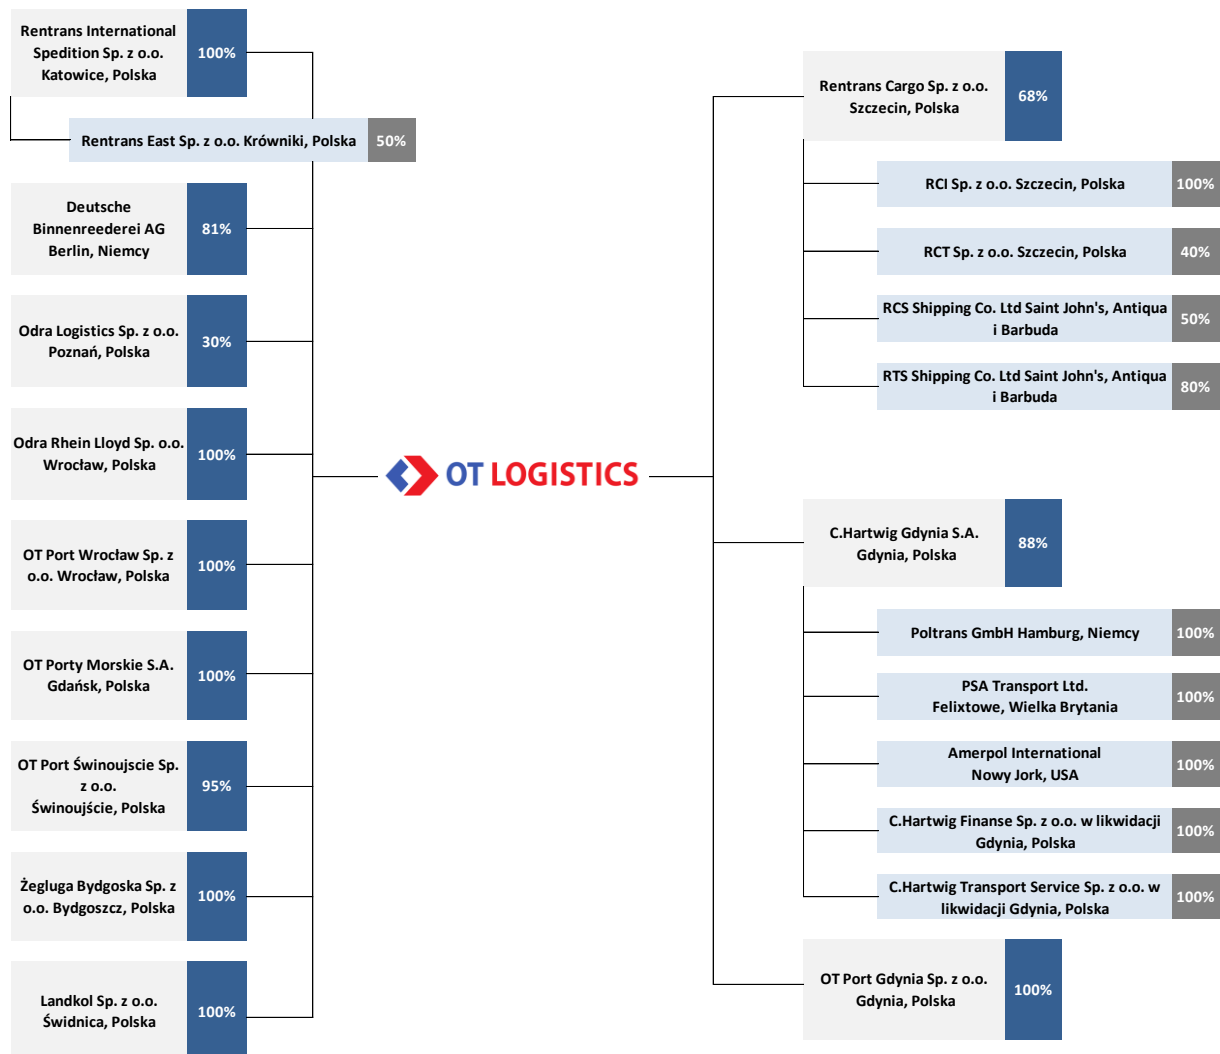 Rentrans International
Spedition Sp. z o.o.
Katowice, Polska
100%
Rentrans East Sp. z o.o. Krówniki, Polska
50%
Deutsche
Binnenreederei AG
Berlin, Niemcy
81%
Odra Logistics Sp. z o.o.
Poznań, Polska
30%
Odra Rhein Lloyd Sp. o.o.
Wrocław, Polska
100%
OT Port Wrocław Sp. z
o.o. Wrocław, Polska
100%
OT Porty Morskie S.A.
Gdańsk, Polska
100%
OT Port Świnoujscie Sp.
z o.o.
Świnoujście, Polska
95%
Żegluga Bydgoska Sp. z
o.o. Bydgoszcz, Polska
100%
Landkol Sp. z o.o.
Świdnica, Polska
100%
OT LOGISTICS
Rentrans Cargo Sp. z o.o.
Szczecin, Polska
68%
RCI Sp. z o.o. Szczecin, Polska
100%
RCT Sp. z o.o. Szczecin, Polska
40%
RCS Shipping Co. Ltd Saint John's, Antiqua
i Barbuda
50%
RTS Shipping Co. Ltd Saint John's, Antiqua
i Barbuda
80%
C.Hartwig Gdynia S.A.
Gdynia, Polska
88%
Poltrans GmbH Hamburg, Niemcy
100%
PSA Transport Ltd.
Felixtowe, Wielka Brytania
100%
Amerpol International
Nowy Jork, USA
100%
C.Hartwig Finanse Sp. z o.o. w likwidacji
Gdynia, Polska
100%
C.Hartwig Transport Service Sp. z o.o. w
likwidacji Gdynia, Polska
100%
OT Port Gdynia Sp. z o.o.
Gdynia, Polska
100%